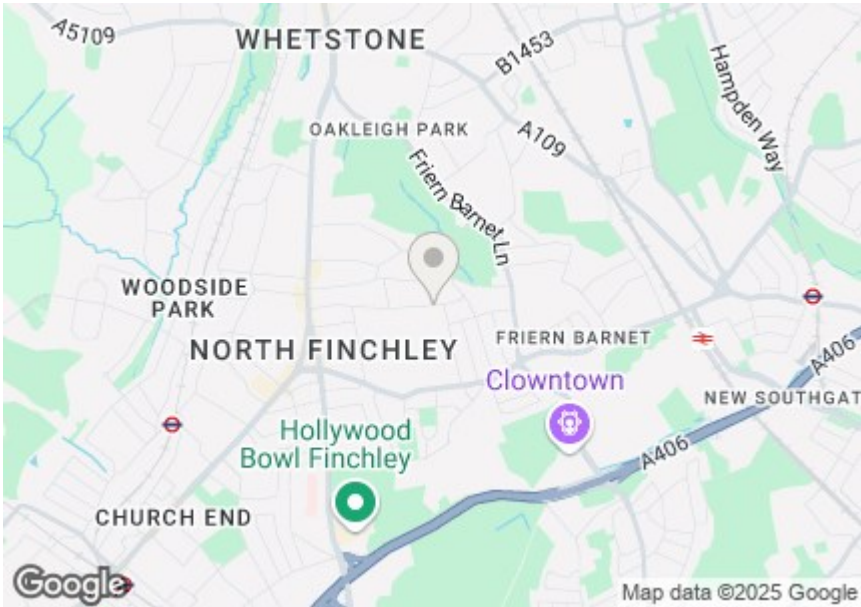 A5109
WHETSTONE
B1453
Hampden Way
OAKLEIGH PARK
A109
Friern Barnet Ln
WOODSIDE
PARK
NORTH FINCHLEY
FRIERN BARNET
A406
Clowntown
NEW SOUTHGAT
Hollywood
Bowl Finchley
A406
CHURCH END
Google
Map data ©2025 Google